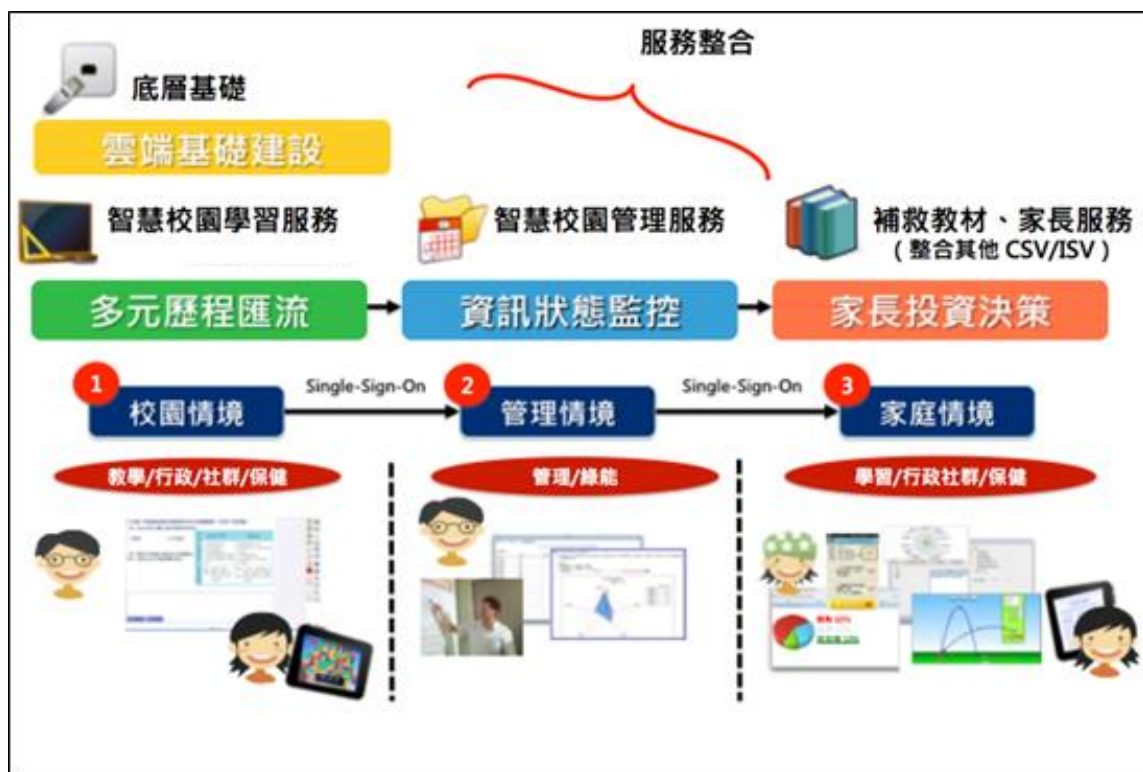 服務整合
底層基礎
雲端基礎建設
智慧校園學習服務
智慧校園管理服務
補救教材、家長服務
(整合其他 CSV/ISV)
多元歷程匯流
資訊狀態監控
家長投資決策
1
校園情境
Single-Sign-On
2
管理情境
Single-Sign-On
3
家庭情境
教學/行政/社群/保健
管理/綠能
學習/行政社群/保健